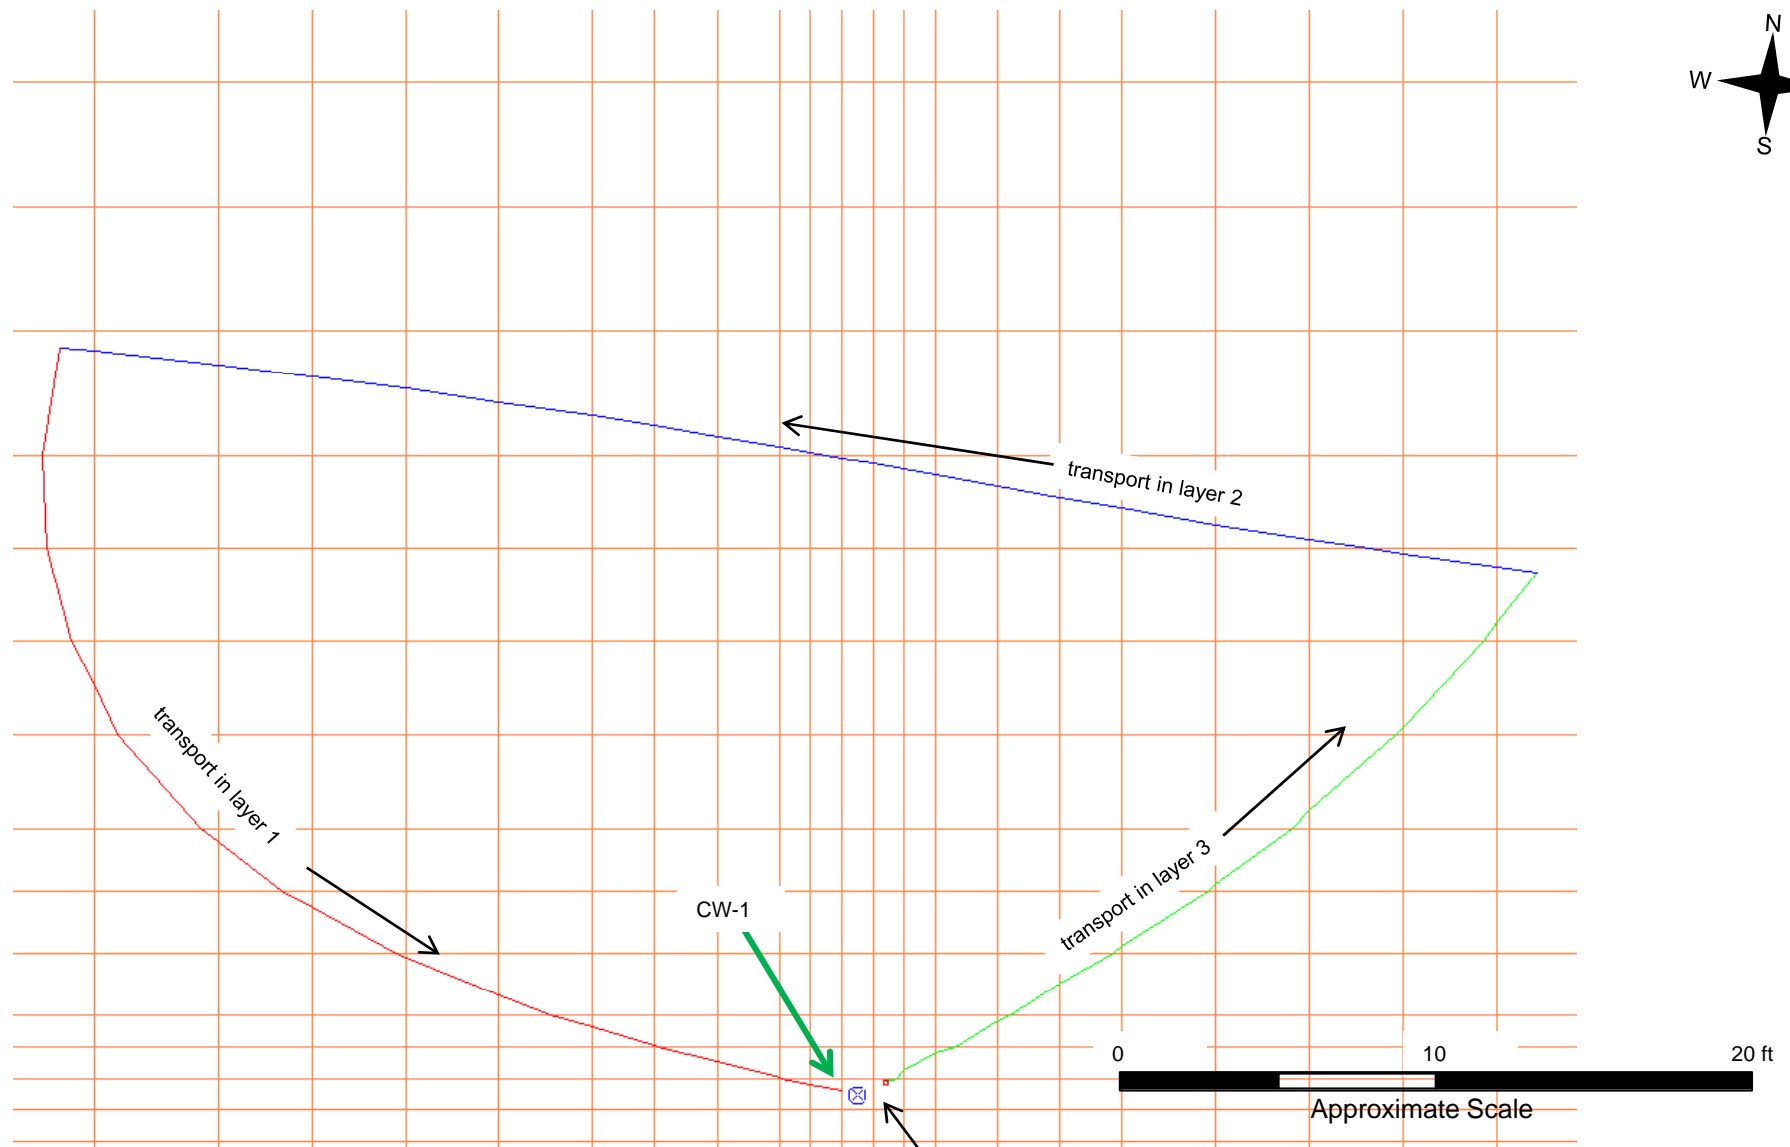 N
W
S
transport in layer 2
transport in layer 1
transport in layer 3
CW-1
0 10 20 ft
Approximate Scale